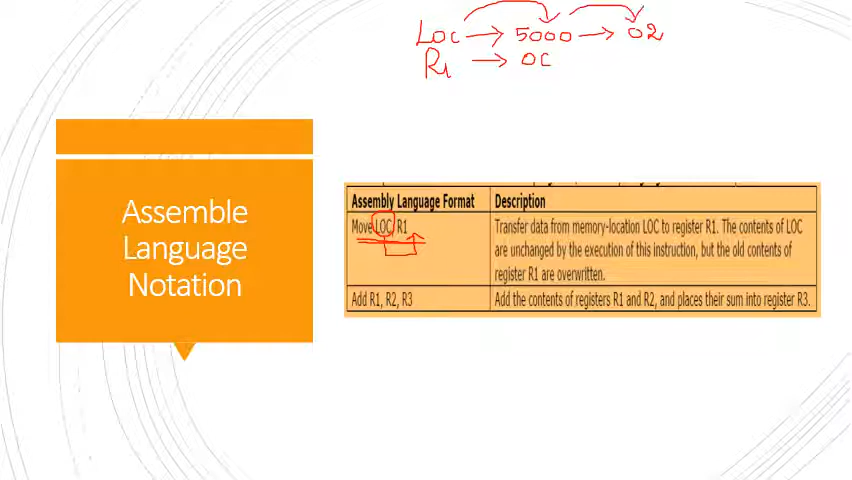 LOC → 5000 → 02
R1 → 0C
Assemble
Language
Notation
Assembly Language Format Description
Move LOC, R1 Transfer data from memory-location LOC to register R1. The contents of LOC
are unchanged by the execution of this instruction, but the old contents of
register R1 are overwritten.
Add R1, R2, R3 Add the contents of registers R1 and R2, and places their sum into register R3.